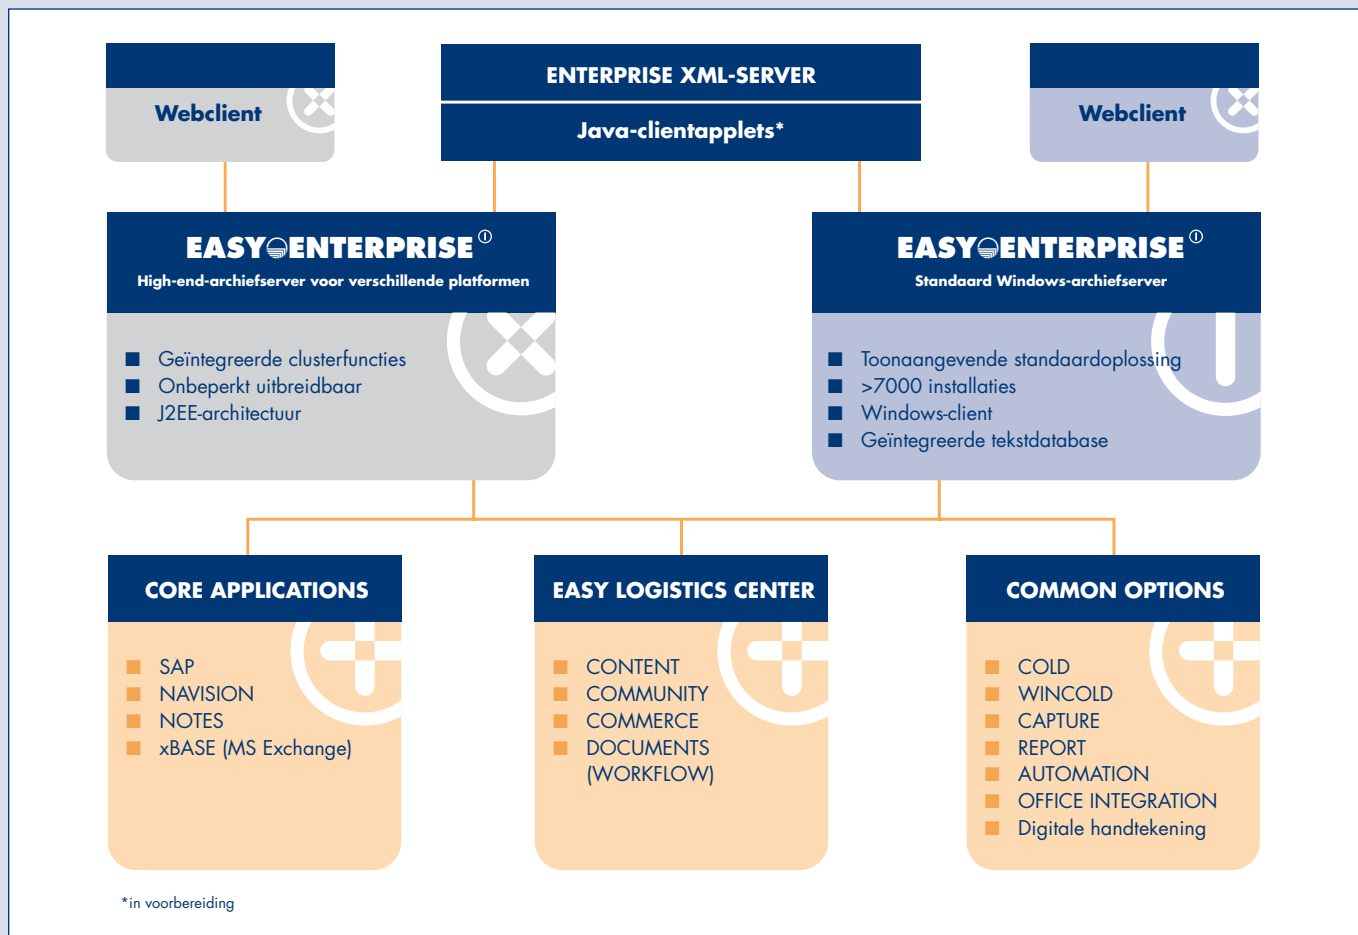 Webclient
ENTERPRISE XML-SERVER
Java-clientapplets*
Webclient
EASY ENTERPRISE
High-end-archiefserver voor verschillende platformen
■ Geïntegreerde clusterfuncties
■ Onbeperkt uitbreidbaar
■ J2EE-architectuur
EASY ENTERPRISE
Standaard Windows-archiefserver
■ Toonaangevende standaardoplossing
■ >7000 installaties
■ Windows-client
■ Geïntegreerde tekstdatabase
CORE APPLICATIONS
■ SAP
■ NAVISION
■ NOTES
■ xBASE (MS Exchange)
EASY LOGISTICS CENTER
■ CONTENT
■ COMMUNITY
■ COMMERCE
■ DOCUMENTS
(WORKFLOW)
COMMON OPTIONS
■ COLD
■ WINCOLD
■ CAPTURE
■ REPORT
■ AUTOMATION
■ OFFICE INTEGRATION
■ Digitale handtekening
*in voorbereiding